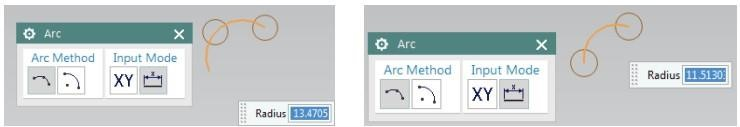 Arc
Arc Method Input Mode
XY
Radius 13.4705
Arc
Arc Method Input Mode
XY
Radius 11.5130